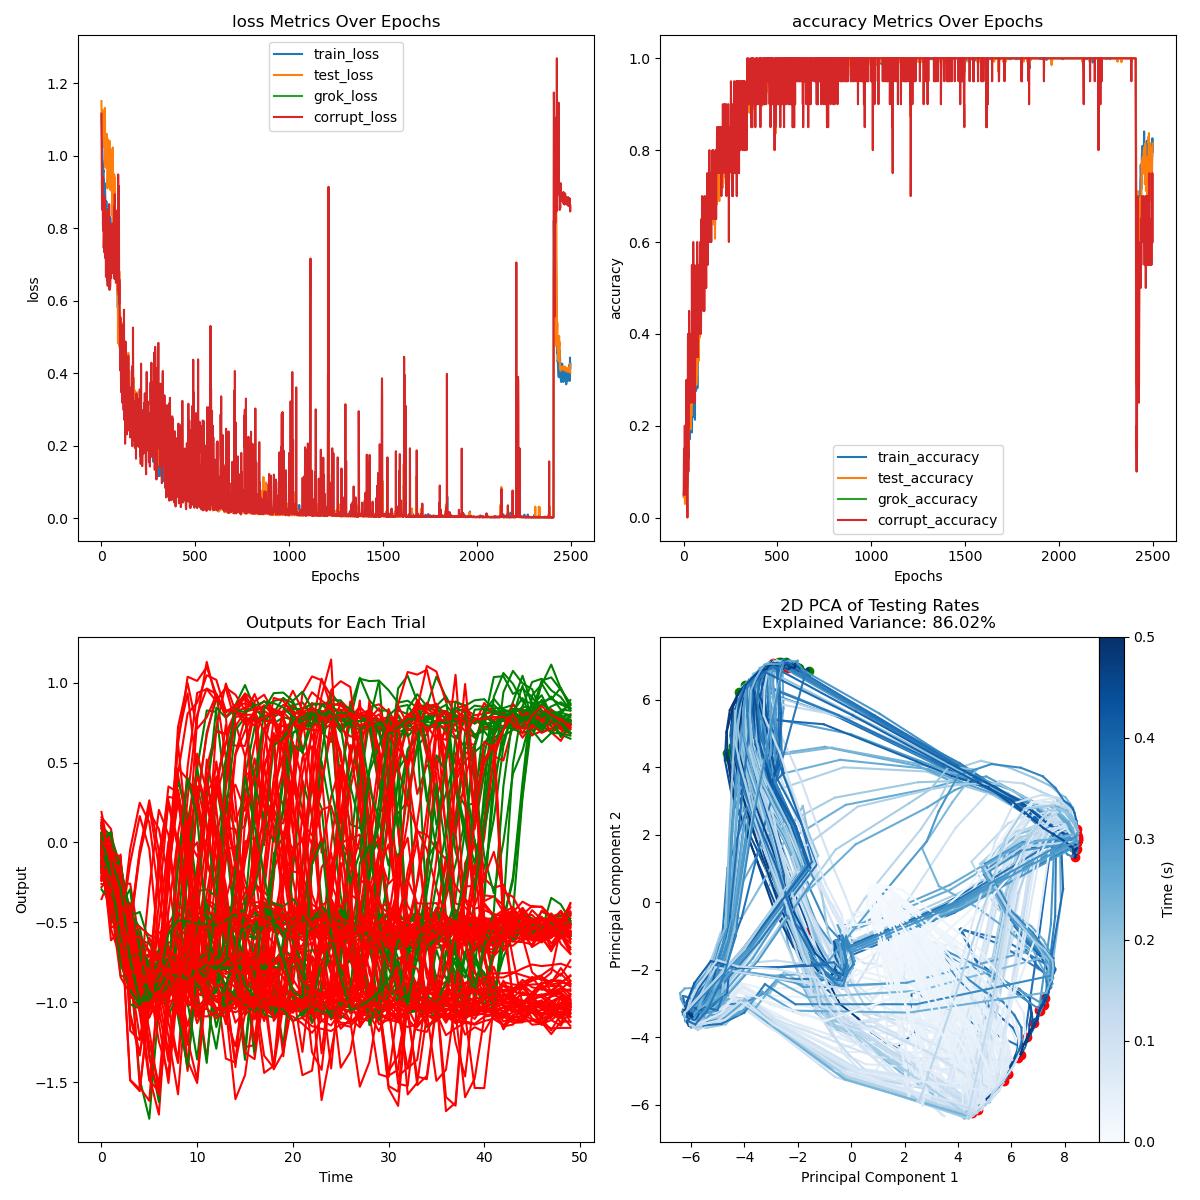 loss Metrics Over Epochs
train_loss
test_loss
grok_loss
corrupt_loss
1.2
1.0
0.8
0.6
0.4
0.2
0.0
loss
0 500 1000 1500 2000 2500
Epochs
accuracy Metrics Over Epochs
1.0
0.8
0.6
0.4
0.2
0.0
accuracy
train_accuracy
test_accuracy
grok_accuracy
corrupt_accuracy
0 500 1000 1500 2000 2500
Epochs
Outputs for Each Trial
1.0
0.5
0.0
−0.5
−1.0
−1.5
Output
0 10 20 30 40 50
Time
2D PCA of Testing Rates
Explained Variance: 86.02%
6
4
2
0
−2
−4
−6
Principal Component 2
−6 −4 −2 0 2 4 6 8
Principal Component 1
0.5
0.4
0.3
0.2
0.1
0.0
Time (s)